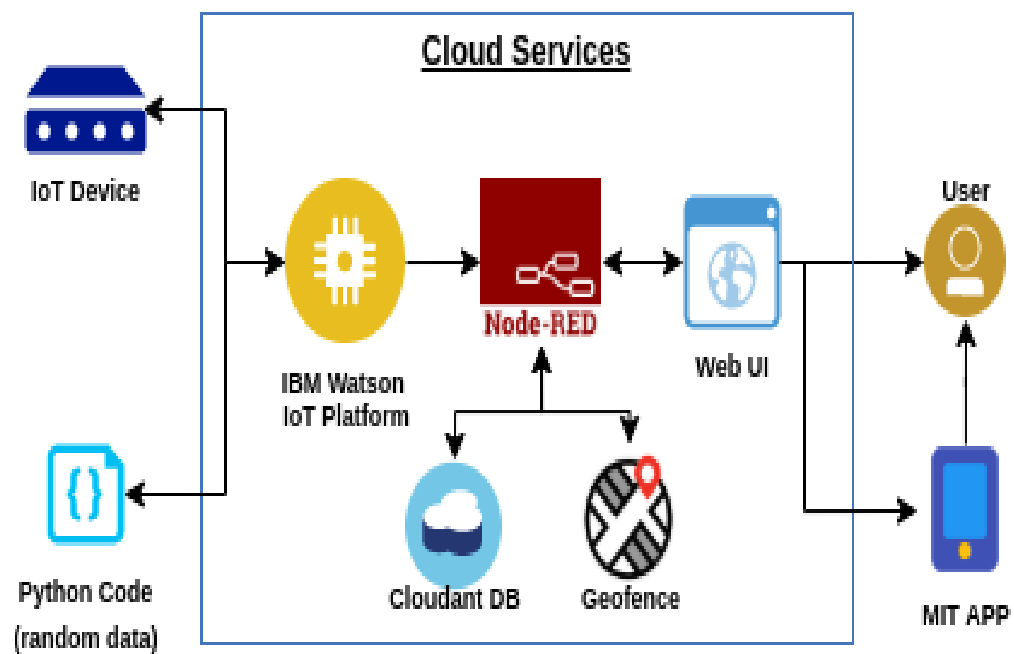 Cloud Services
IoT Device
User
Node-RED
Web UI
IBM Watson
IoT Platform
Python Code
(random data)
Cloudant DB
Geofence
MIT APP